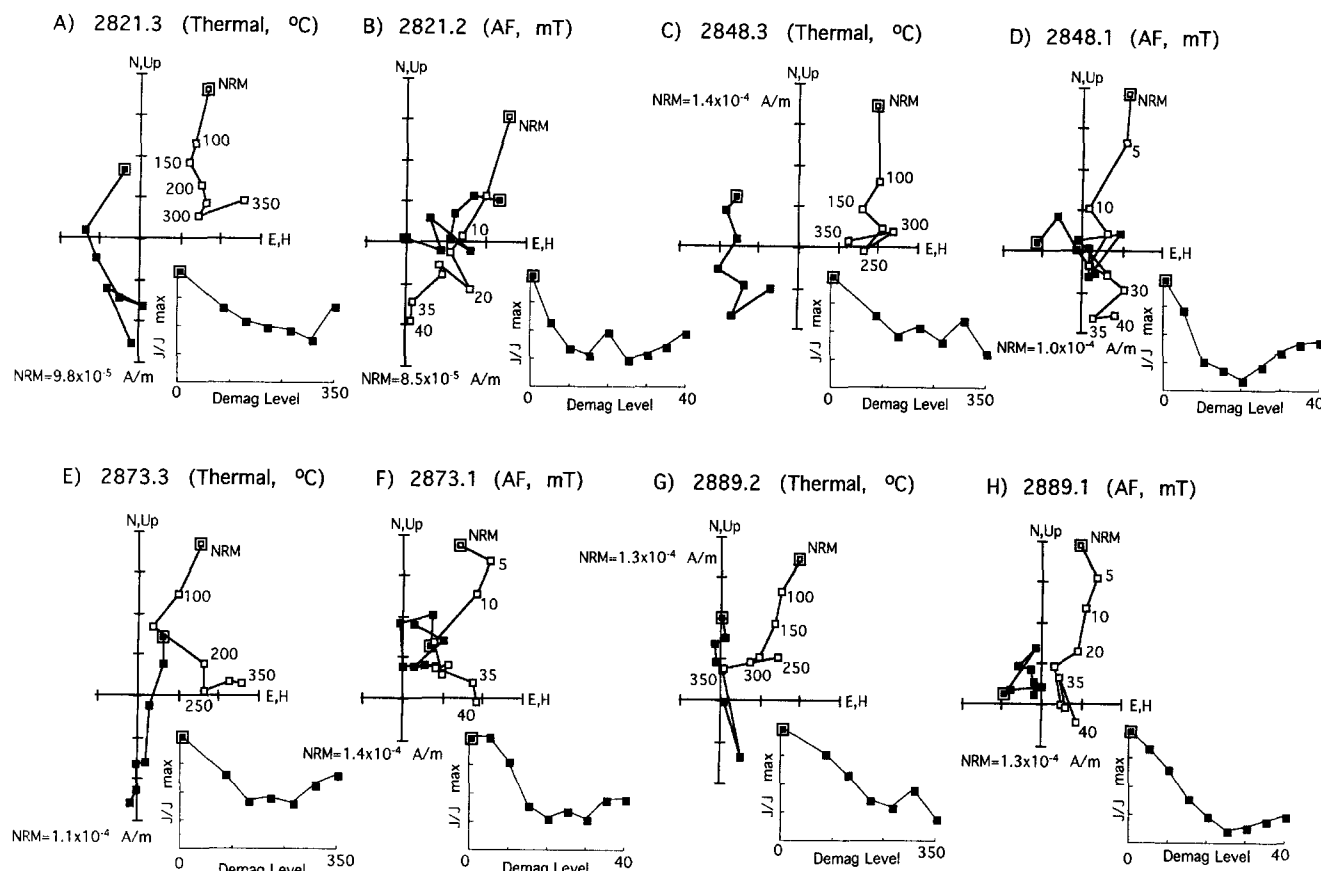 A) 2821.3 (Thermal, °C)
N,Up
NRM
100
150
200
300
350
E,H
NRM=9.8x10-5 A/m
J/J max
0
350
Demag Level
B) 2821.2 (AF, mT)
N,Up
NRM
10
20
35
40
E,H
NRM=8.5x10-5 A/m
J/J max
0
40
Demag Level
C) 2848.3 (Thermal, °C)
NRM=1.4x10-4 A/m
N,Up
NRM
100
150
300
350
250
E,H
J/J max
0
350
Demag Level
D) 2848.1 (AF, mT)
N,Up
NRM
5
10
30
35
40
E,H
NRM=1.0x10-4 A/m
J/J max
0
40
Demag Level
E) 2873.3 (Thermal, °C)
N,Up
NRM
100
200
350
250
E,H
NRM=1.1x10-4 A/m
J/J max
0
350
Demag Level
F) 2873.1 (AF, mT)
N,Up
NRM
5
10
35
40
E,H
NRM=1.4x10-4 A/m
J/J max
0
40
Demag Level
G) 2889.2 (Thermal, °C)
NRM=1.3x10-4 A/m
N,Up
NRM
100
150
250
300
350
E,H
J/J max
0
350
Demag Level
H) 2889.1 (AF, mT)
N,Up
NRM
5
10
20
35
40
E,H
NRM=1.3x10-4 A/m
J/J max
0
40
Demag Level